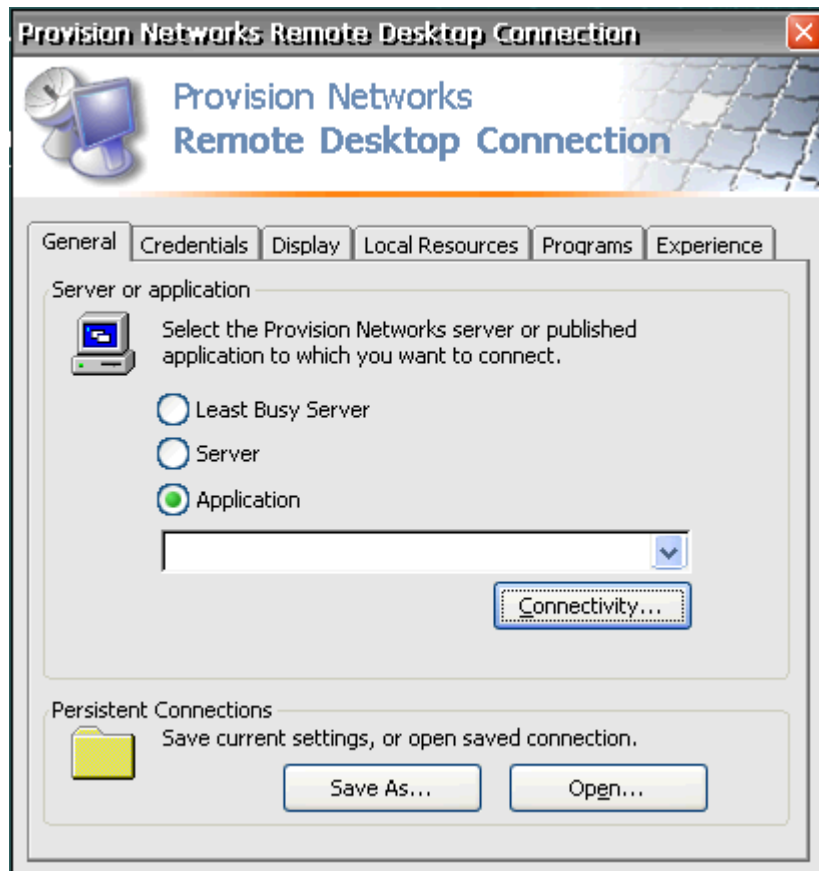 Provision Networks Remote Desktop Connection
Provision Networks
Remote Desktop Connection
General Credentials Display Local Resources Programs Experience
Server or application
Select the Provision Networks server or published
application to which you want to connect.
Least Busy Server
Server
Application
Connectivity...
Persistent Connections
Save current settings, or open saved connection.
Save As... Open...